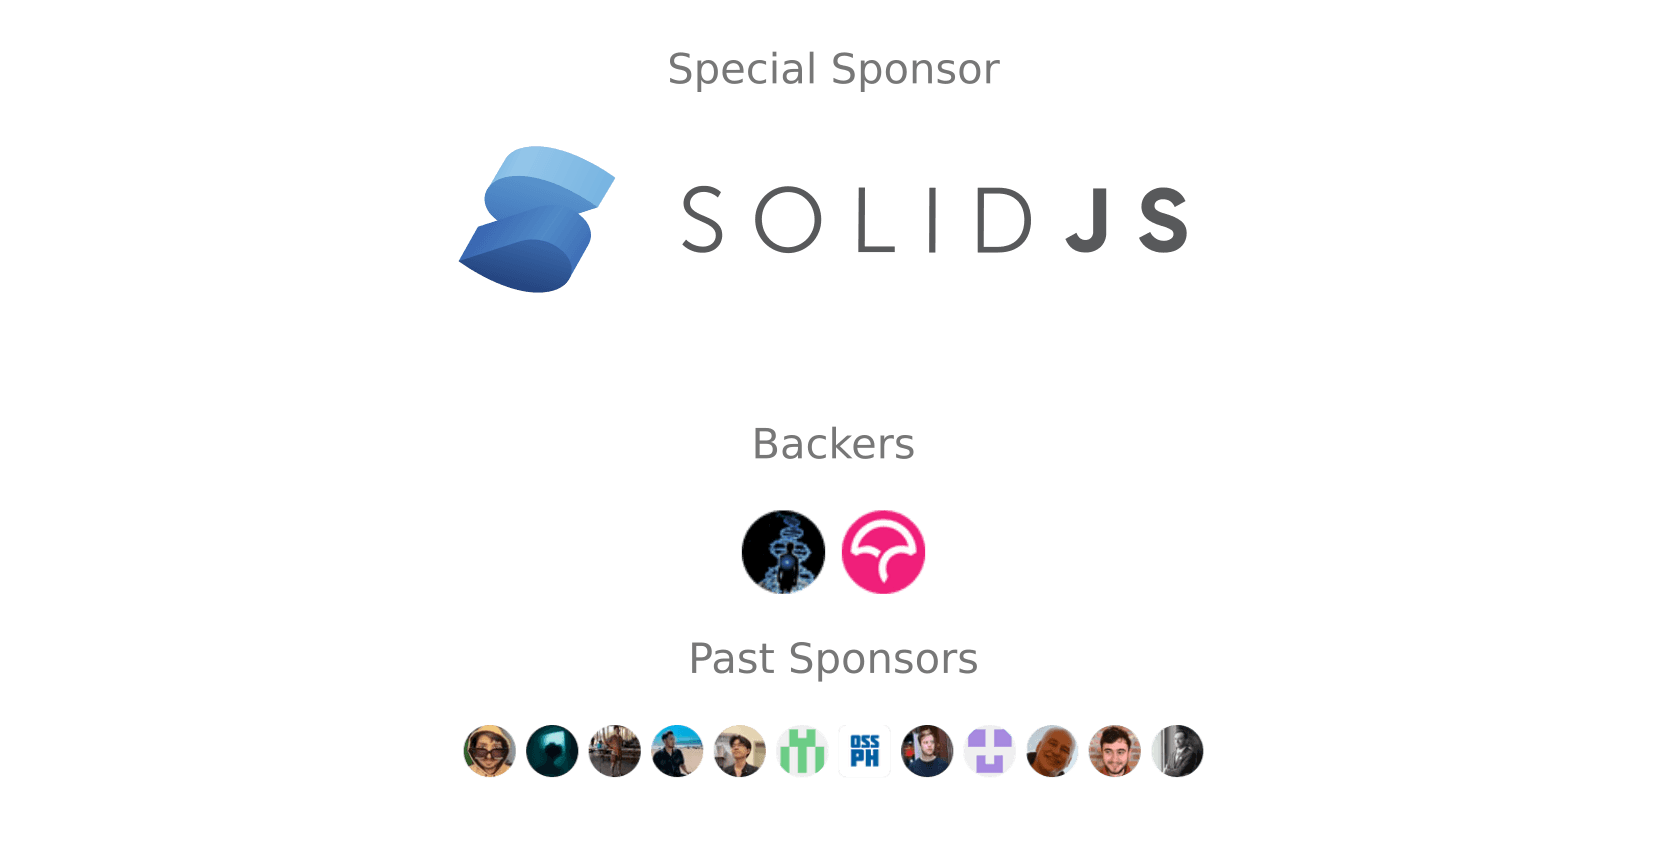 Special Sponsor
SOLIDJS
Backers
Past Sponsors
OSS
PH